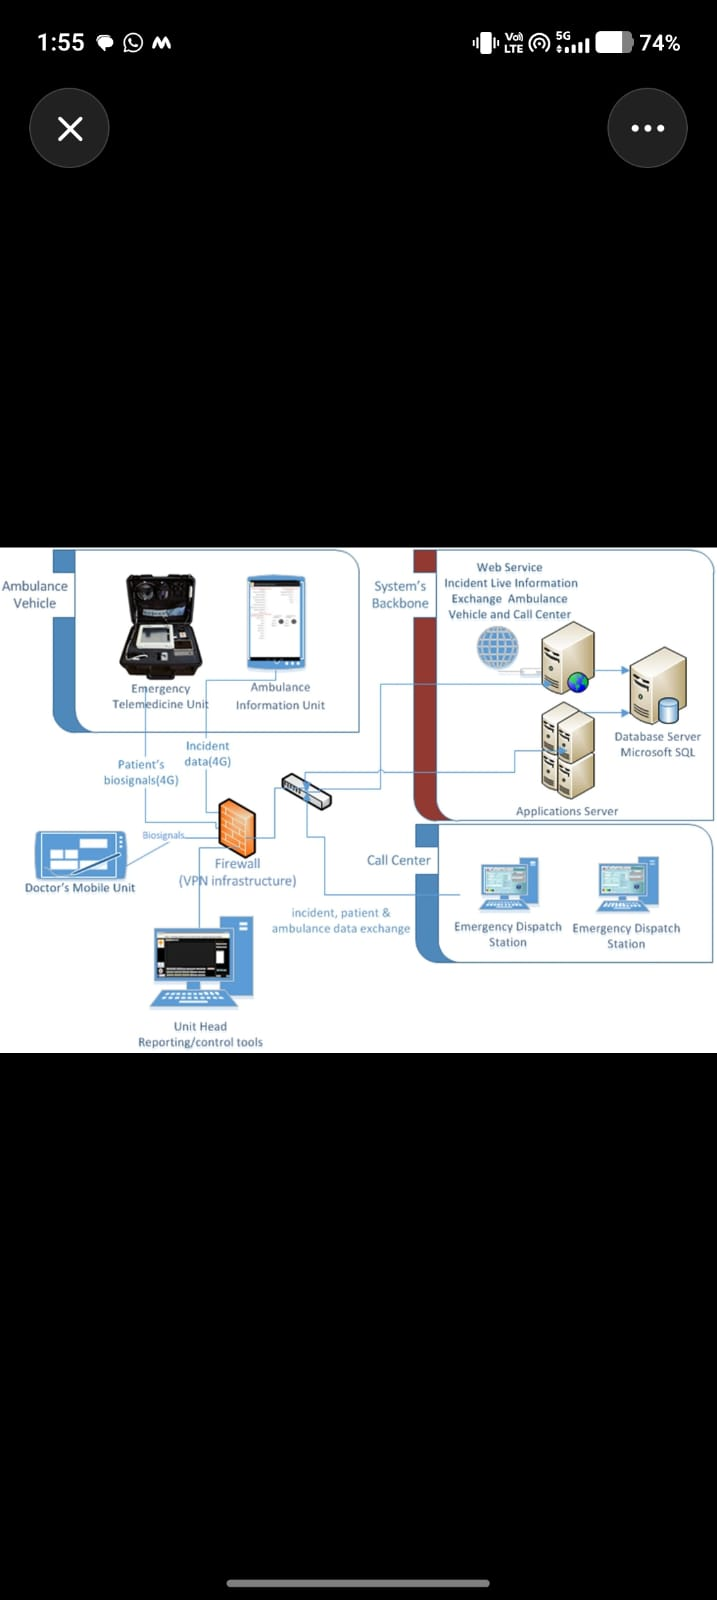 1:55
Vo))
LTE
5G
74%
Ambulance
Vehicle
Emergency
Telemedicine Unit
Ambulance
Information Unit
System's
Backbone
Web Service
Incident Live Information
Exchange Ambulance
Vehicle and Call Center
Database Server
Microsoft SQL
Applications Server
Patient's
biosignals(4G)
Incident
data(4G)
Biosignals
Doctor's Mobile Unit
Firewall
(VPN infrastructure)
Call Center
incident, patient &
ambulance data exchange
Emergency Dispatch
Station
Emergency Dispatch
Station
Unit Head
Reporting/control tools